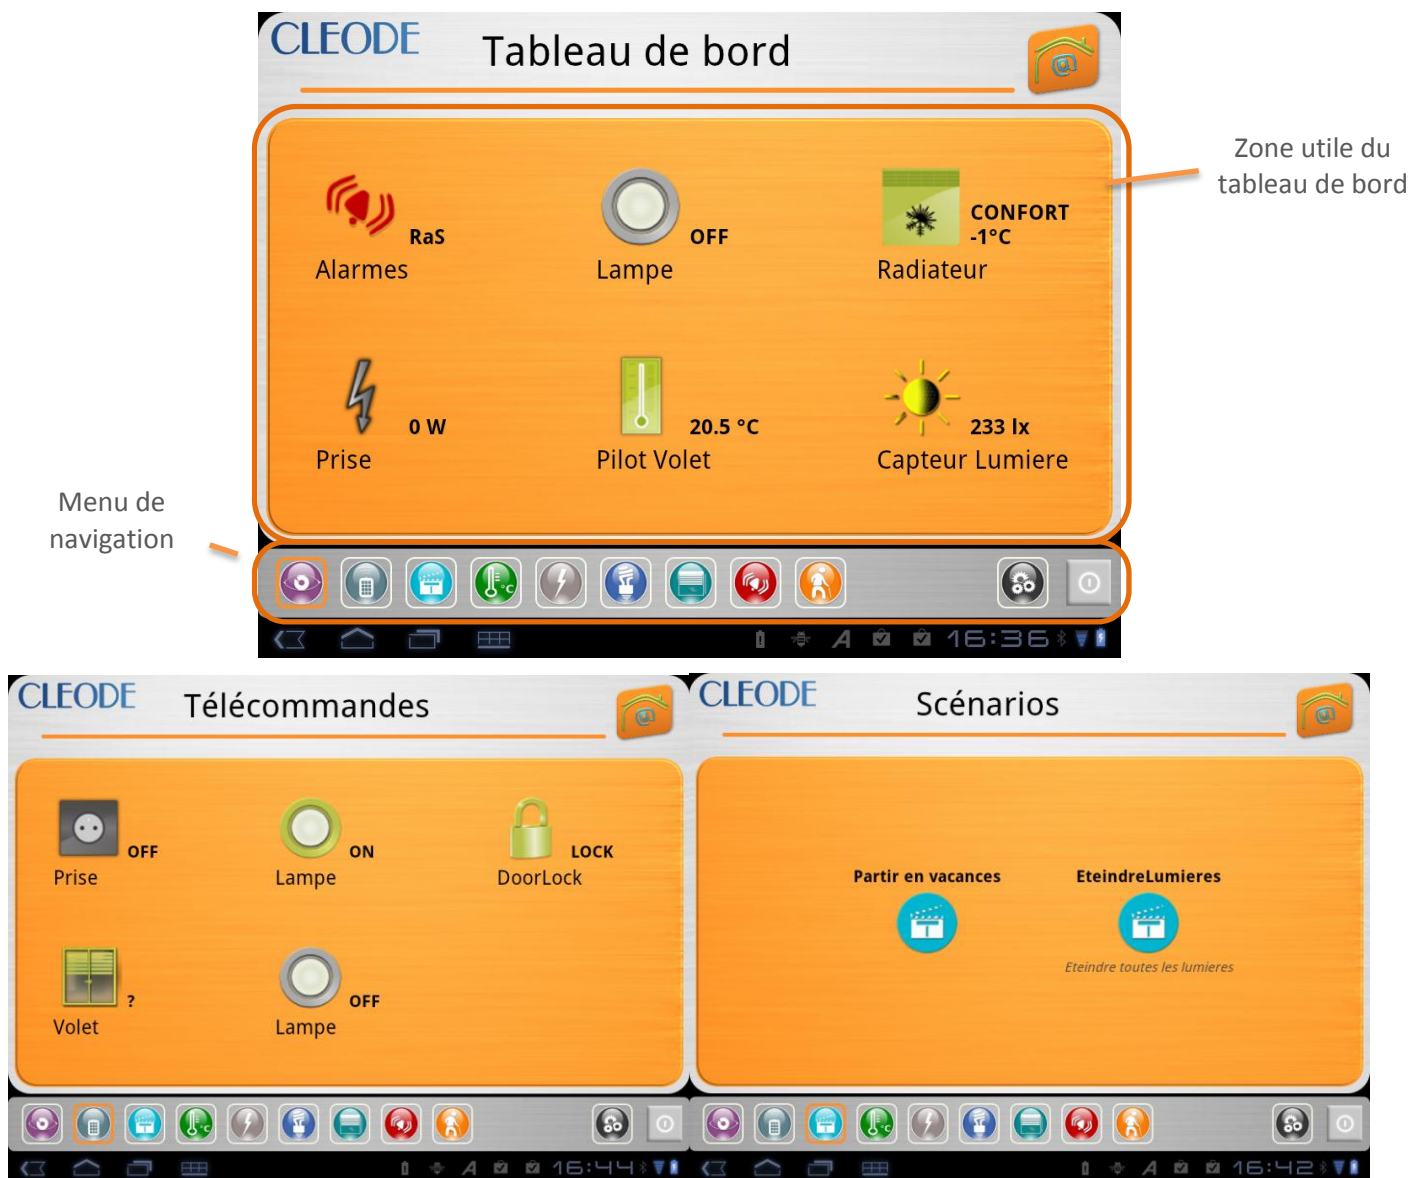 CLEODE
Tableau de bord
Zone utile du
tableau de bord
RaS
Alarmes
OFF
Lampe
CONFORT
-1°C
Radiateur
0 W
Prise
20.5 °C
Pilot Volet
233 lx
Capteur Lumiere
Menu de
navigation
°C
16:36
CLEODE
Télécommandes
OFF
Prise
ON
Lampe
LOCK
DoorLock
?
Volet
OFF
Lampe
°C
16:44
CLEODE
Scénarios
Partir en vacances
EteindreLumieres
Eteindre toutes les lumieres
°C
16:42